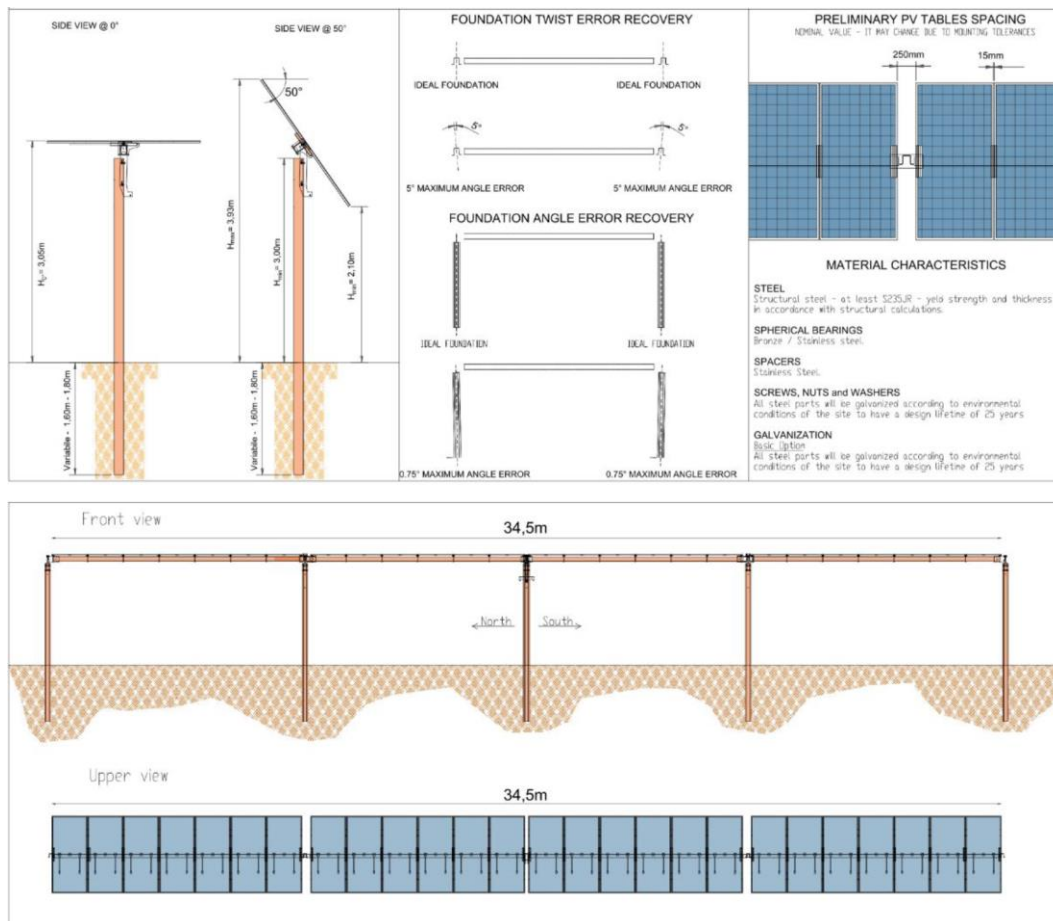 SIDE VIEW @ 0°
SIDE VIEW @ 50°
50°
H₀°= 3,05m
Hmax= 3,93m
Hmin= 3,00m
Hmin= 2,10m
Variabile - 1,60m - 1,80m
Variabile - 1,60m - 1,80m
FOUNDATION TWIST ERROR RECOVERY
IDEAL FOUNDATION
IDEAL FOUNDATION
5°
5°
5° MAXIMUM ANGLE ERROR
5° MAXIMUM ANGLE ERROR
FOUNDATION ANGLE ERROR RECOVERY
IDEAL FOUNDATION
IDEAL FOUNDATION
0.75° MAXIMUM ANGLE ERROR
0.75° MAXIMUM ANGLE ERROR
PRELIMINARY PV TABLES SPACING
NOMINAL VALUE - IT MAY CHANGE DUE TO MOUNTING TOLERANCES
250mm
15mm
MATERIAL CHARACTERISTICS
STEEL
Structural steel - at least S235JR - yeld strength and thickness
in accordance with structural calculations.
SPHERICAL BEARINGS
Bronze / Stainless steel.
SPACERS
Stainless Steel.
SCREWS, NUTS and WASHERS
All steel parts will be galvanized according to environmental
conditions of the site to have a design lifetime of 25 years
GALVANIZATION
Basic Option
All steel parts will be galvanized according to environmental
conditions of the site to have a design lifetime of 25 years
Front view
34,5m
North
South
Upper view
34,5m